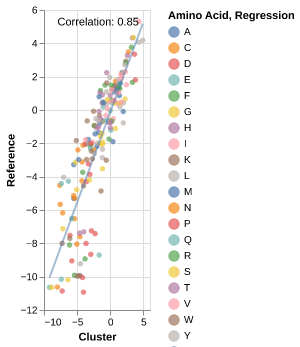 Correlation: 0.85
6
4
2
0
−2
−4
−6
−8
−10
−12
Reference
−10 −5 0 5
Cluster
Amino Acid, Regression
A
C
D
E
F
G
H
I
K
L
M
N
P
Q
R
S
T
V
W
Y